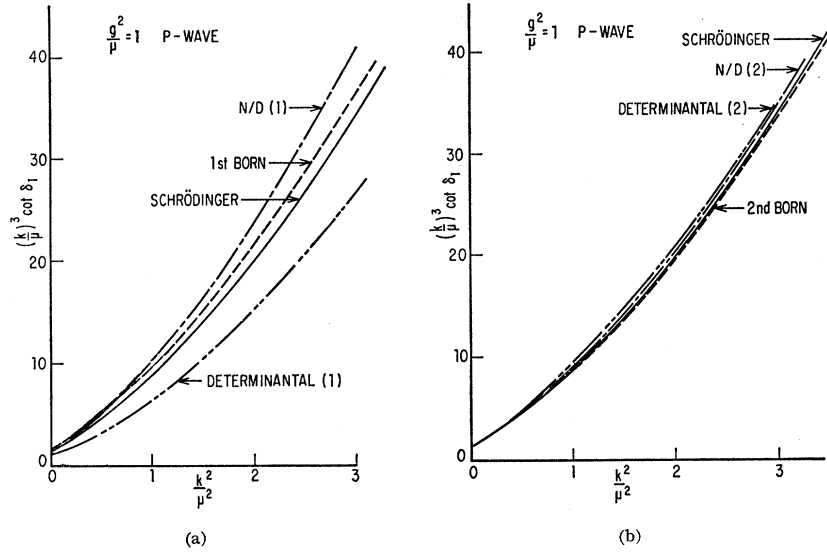 g²/μ = 1 P-WAVE
40
30
20
10
0
(k/μ)³ cot δ₁
N/D (1)
1st BORN
SCHRÖDINGER
DETERMINANTAL (1)
1
2
3
k²/μ²
(a)
g²/μ = 1 P-WAVE
40
30
20
10
0
(k/μ)³ cot δ₁
SCHRÖDINGER
N/D (2)
DETERMINANTAL (2)
2nd BORN
0
1
2
3
k²/μ²
(b)